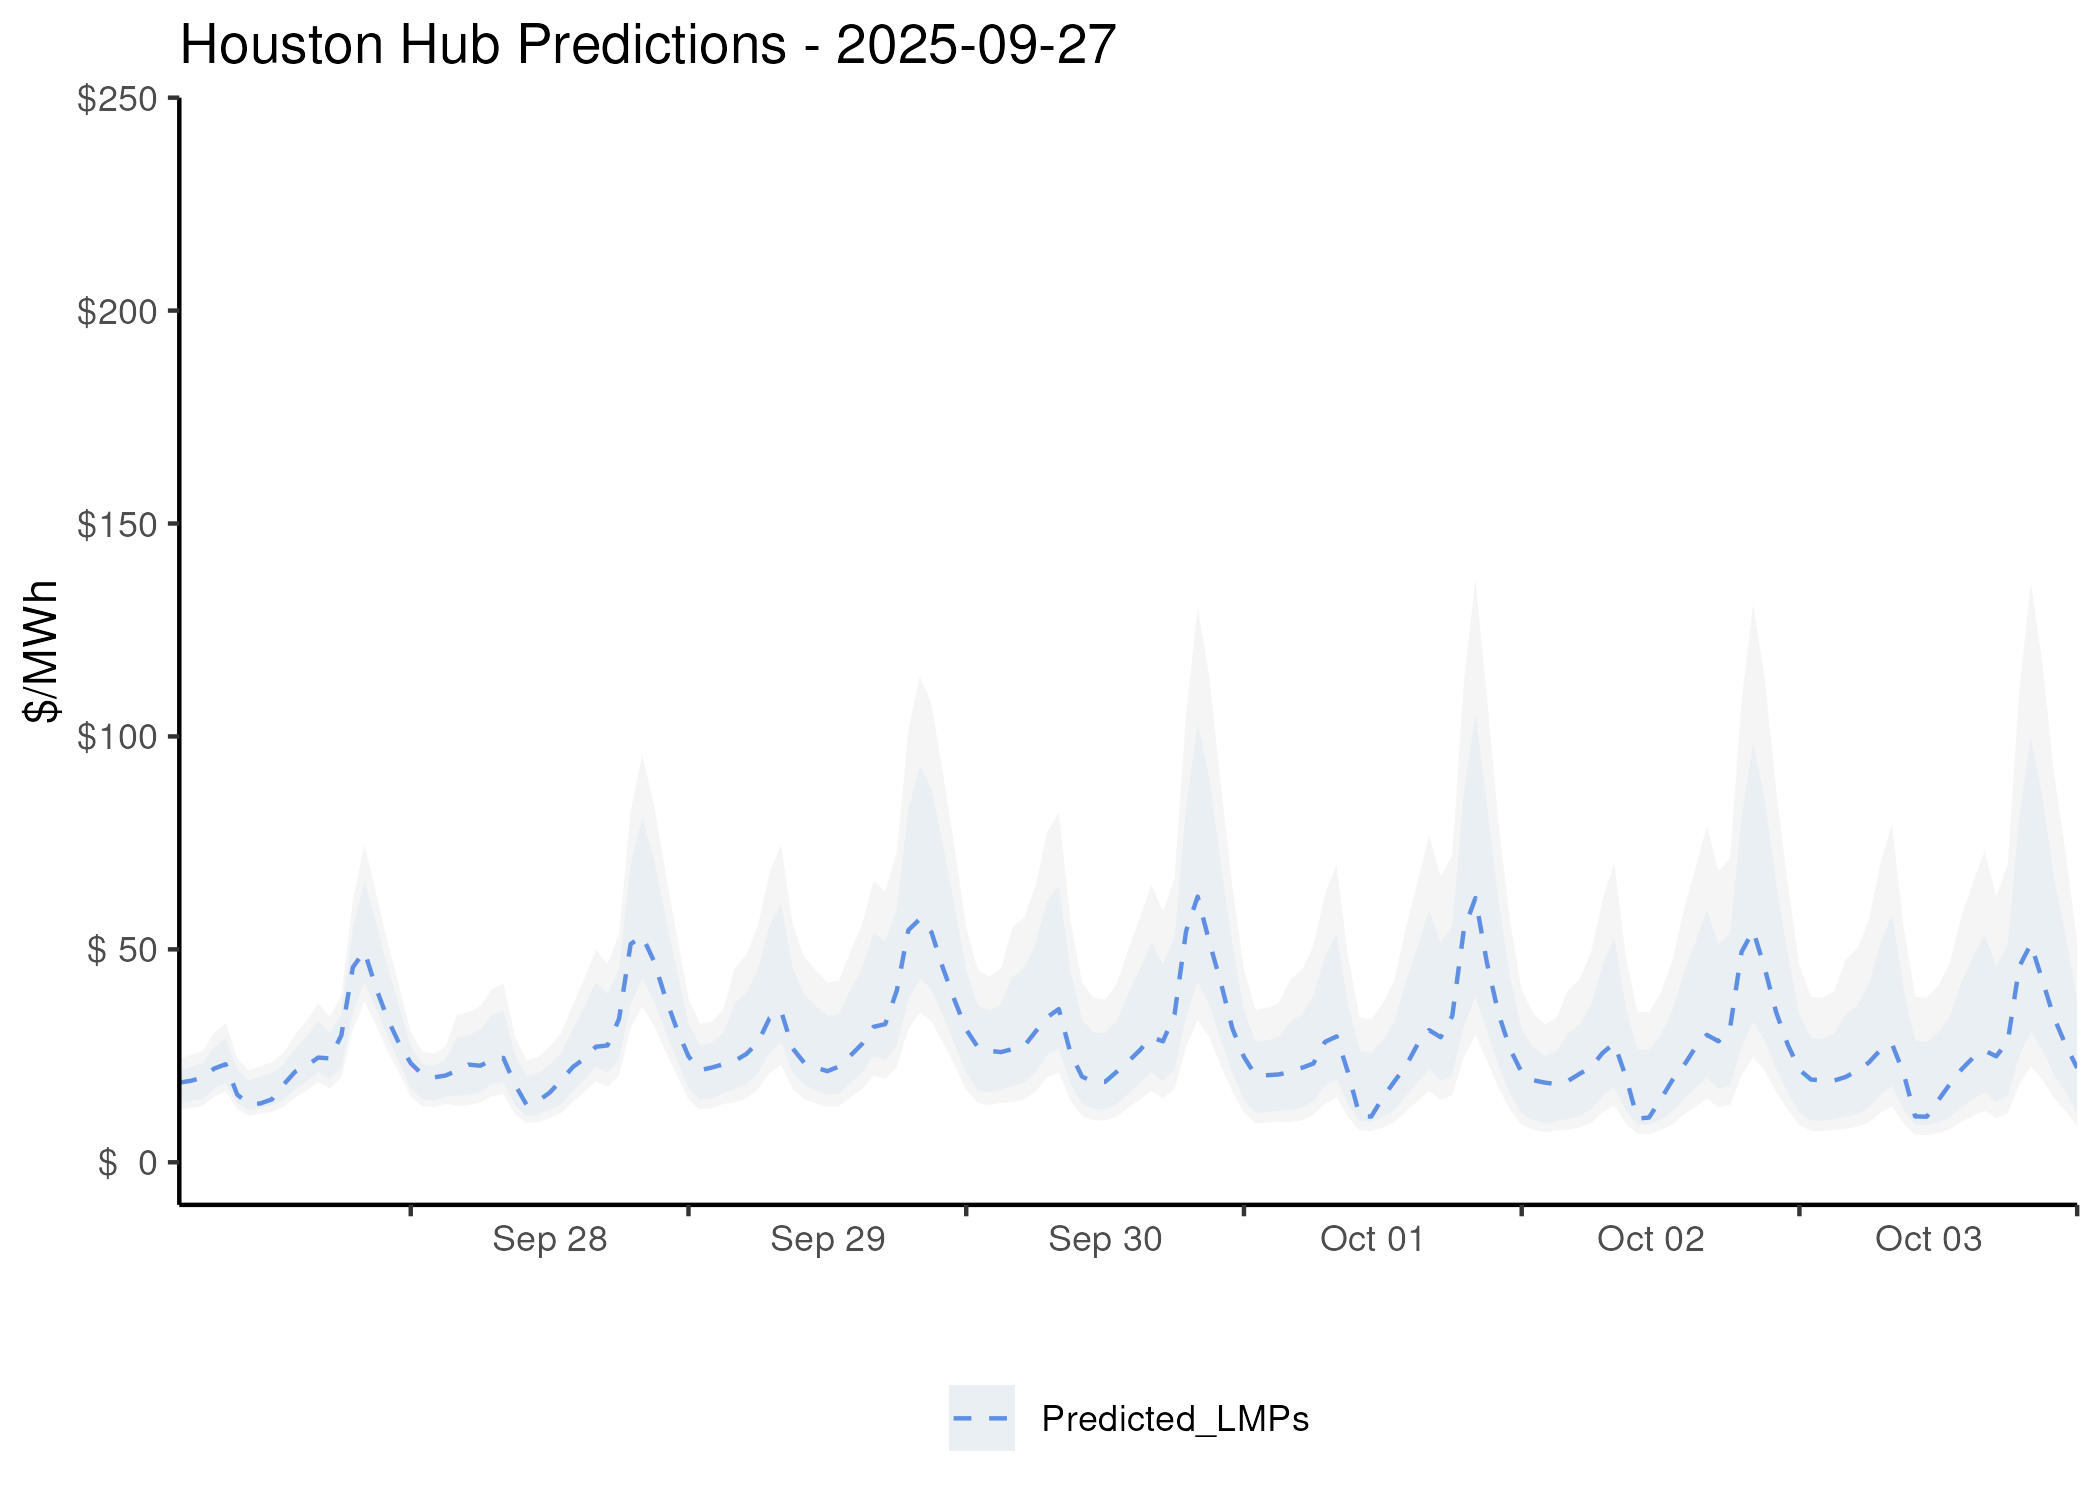 Houston Hub Predictions - 2025-09-27
$250
$200
$150
$100
$ 50
$  0
$/MWh
Sep 28 Sep 29 Sep 30 Oct 01 Oct 02 Oct 03
Predicted_LMPs